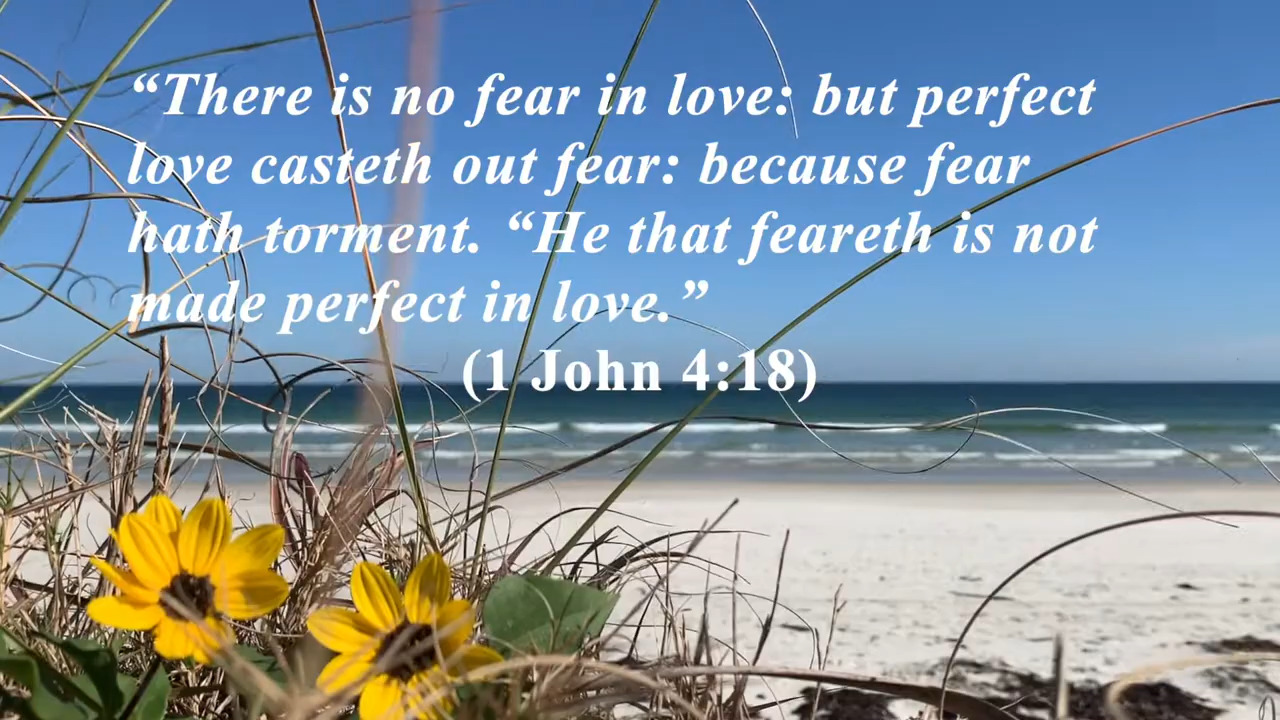 “There is no fear in love: but perfect
love casteth out fear: because fear
hath torment. “He that feareth is not
made perfect in love.”
(1 John 4:18)